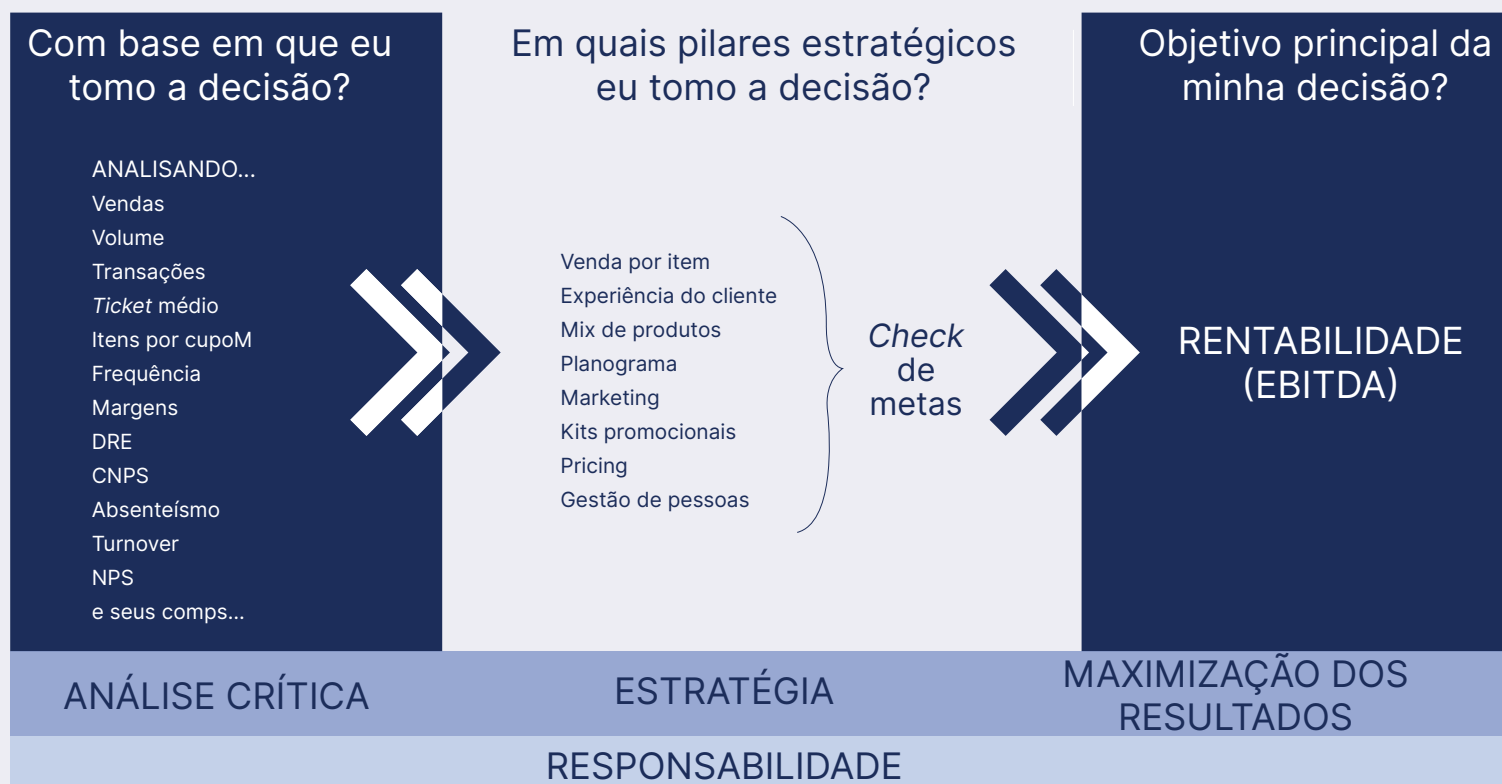 Com base em que eu
tomo a decisão?
ANALISANDO...
Vendas
Volume
Transações
Ticket médio
Itens por cupoM
Frequência
Margens
DRE
CNPS
Absenteísmo
Turnover
NPS
e seus comps...
Em quais pilares estratégicos
eu tomo a decisão?
Venda por item
Experiência do cliente
Mix de produtos
Planograma
Marketing
Kits promocionais
Pricing
Gestão de pessoas
Check
de
metas
Objetivo principal da
minha decisão?
RENTABILIDADE
(EBITDA)
ANÁLISE CRÍTICA
ESTRATÉGIA
MAXIMIZAÇÃO DOS
RESULTADOS
RESPONSABILIDADE